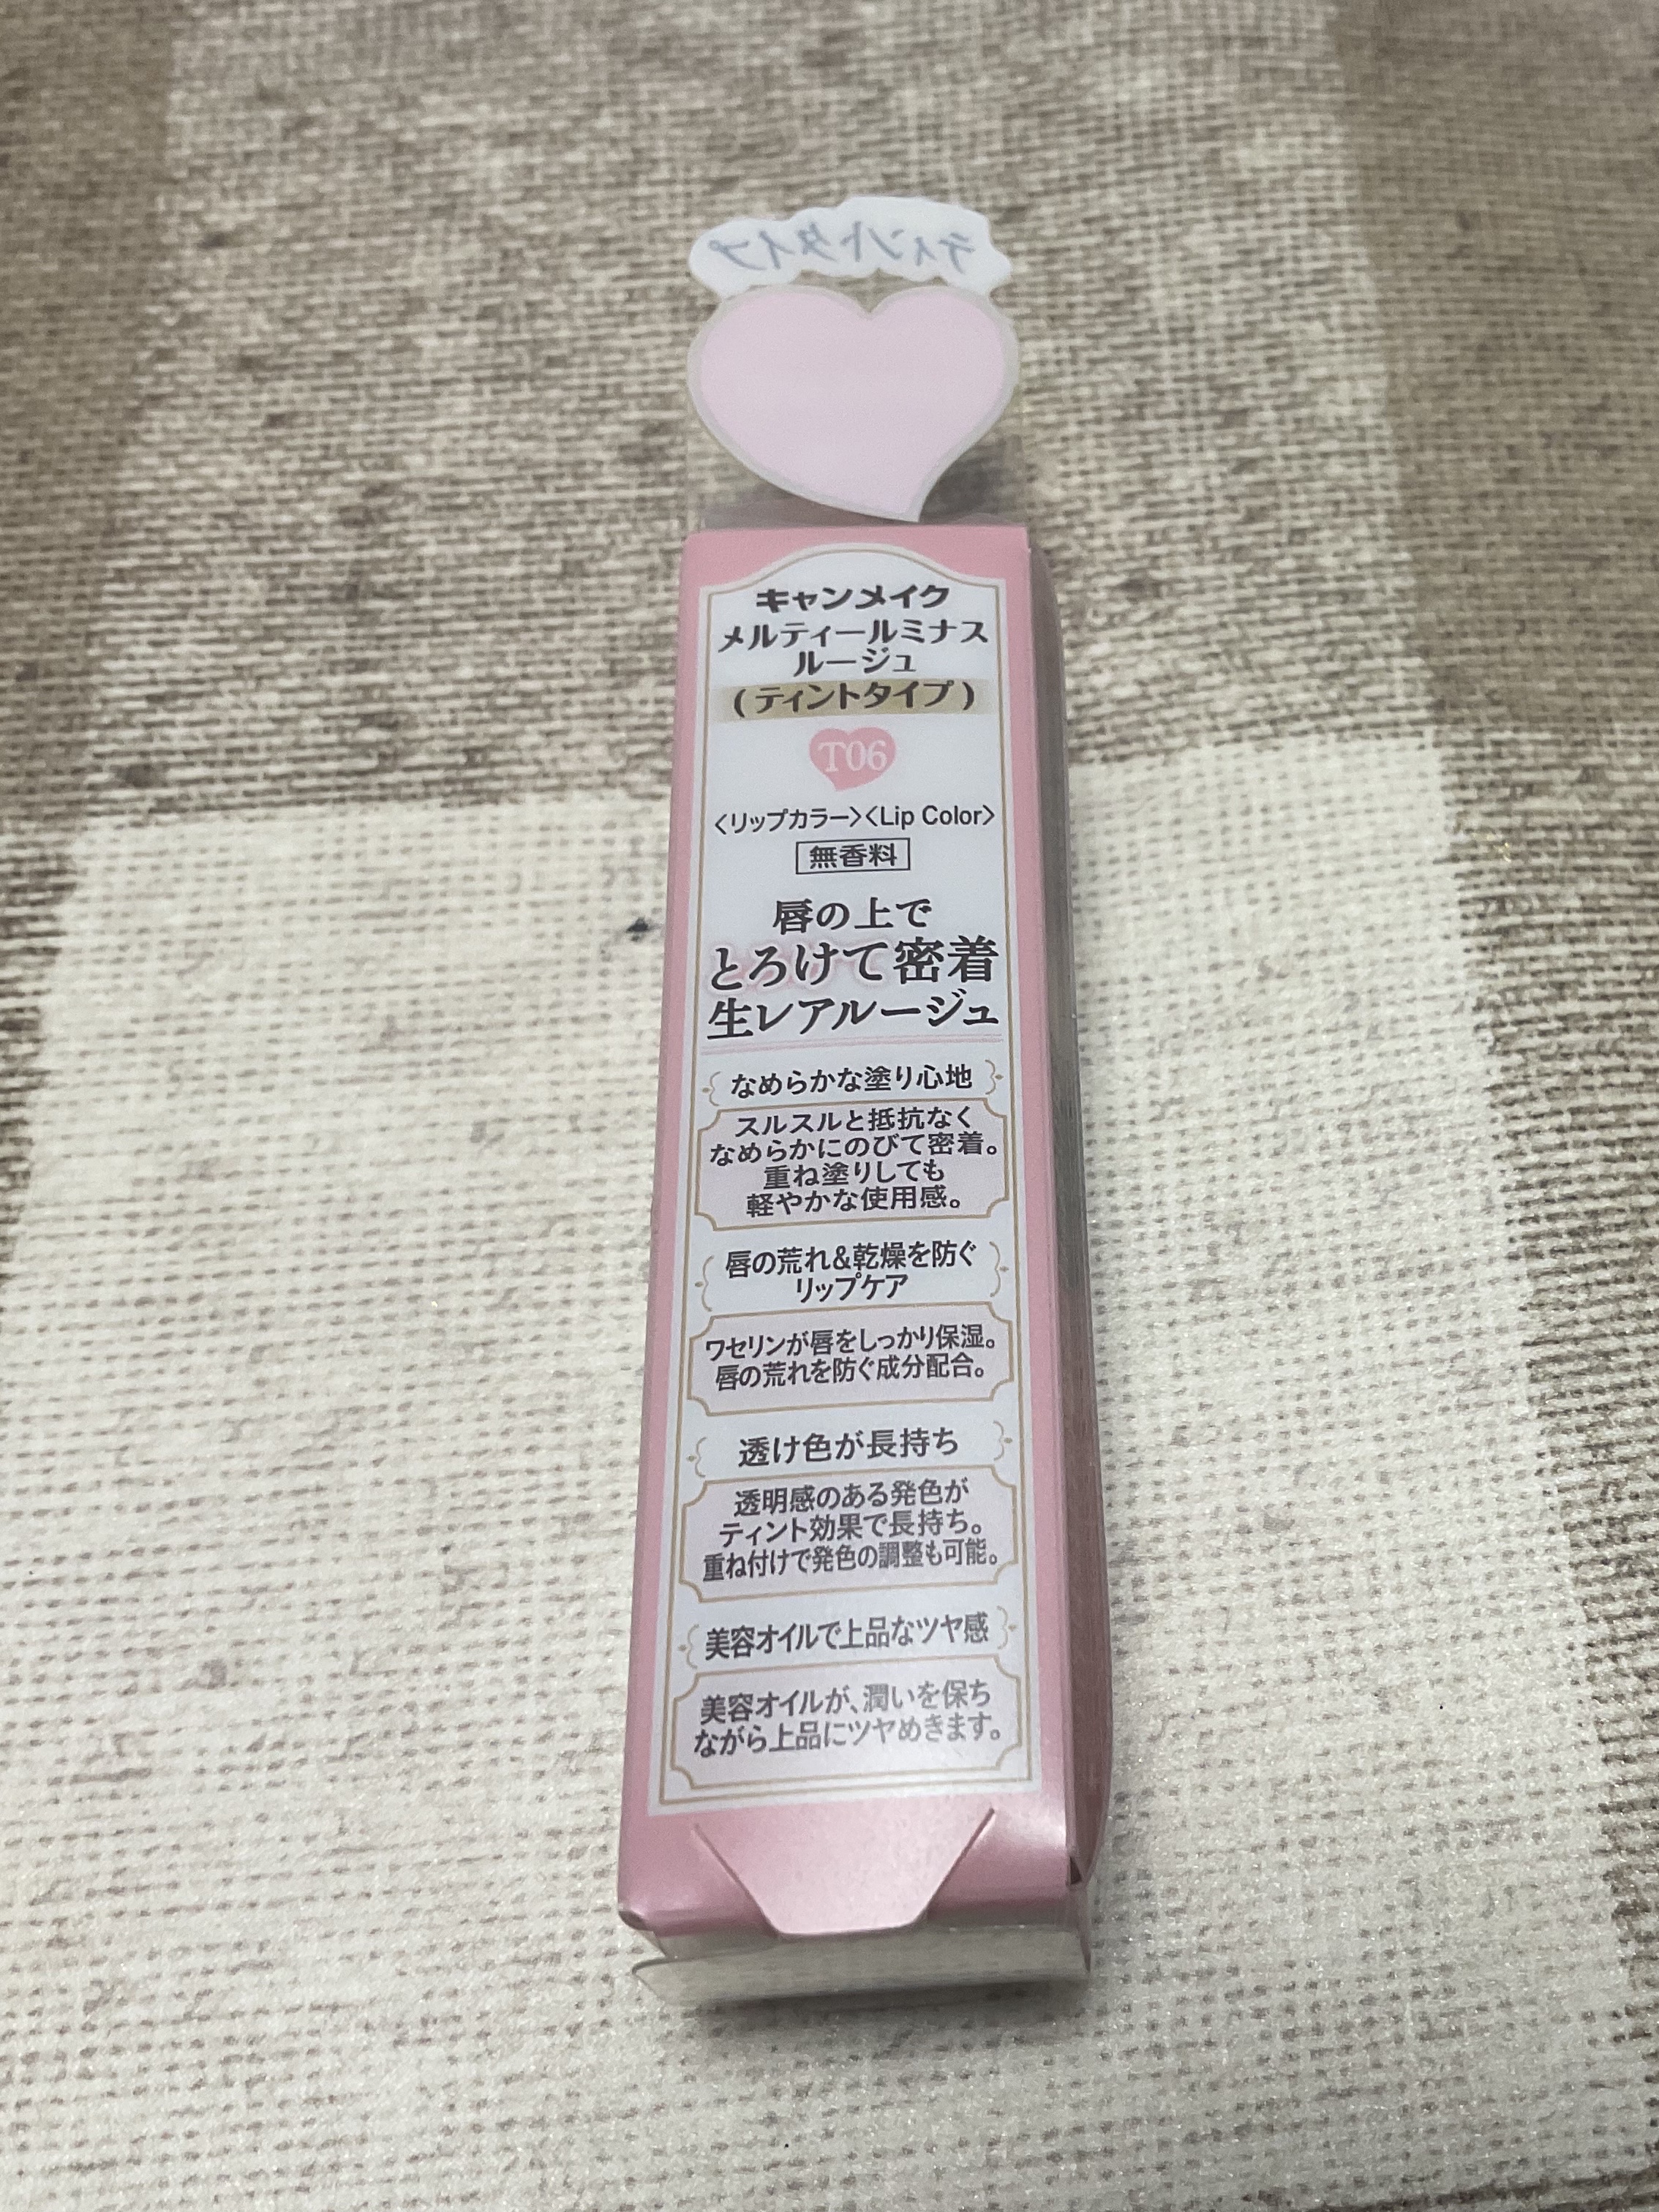 ティントタイプ
キャンメイク
メルティールミナス
ルージュ
(ティントタイプ)
T06
〈リップカラー〉〈Lip Color〉
無香料
唇の上で
とろけて密着
生レアルージュ
なめらかな塗り心地
スルスルと抵抗なく
なめらかにのびて密着。
重ね塗りしても
軽やかな使用感。
唇の荒れ&乾燥を防ぐ
リップケア
ワセリンが唇をしっかり保湿。
唇の荒れを防ぐ成分配合。
透け色が長持ち
透明感のある発色が
ティント効果で長持ち。
重ね付けで発色の調整も可能。
美容オイルで上品なツヤ感
美容オイルが、潤いを保ち
ながら上品にツヤめきます。